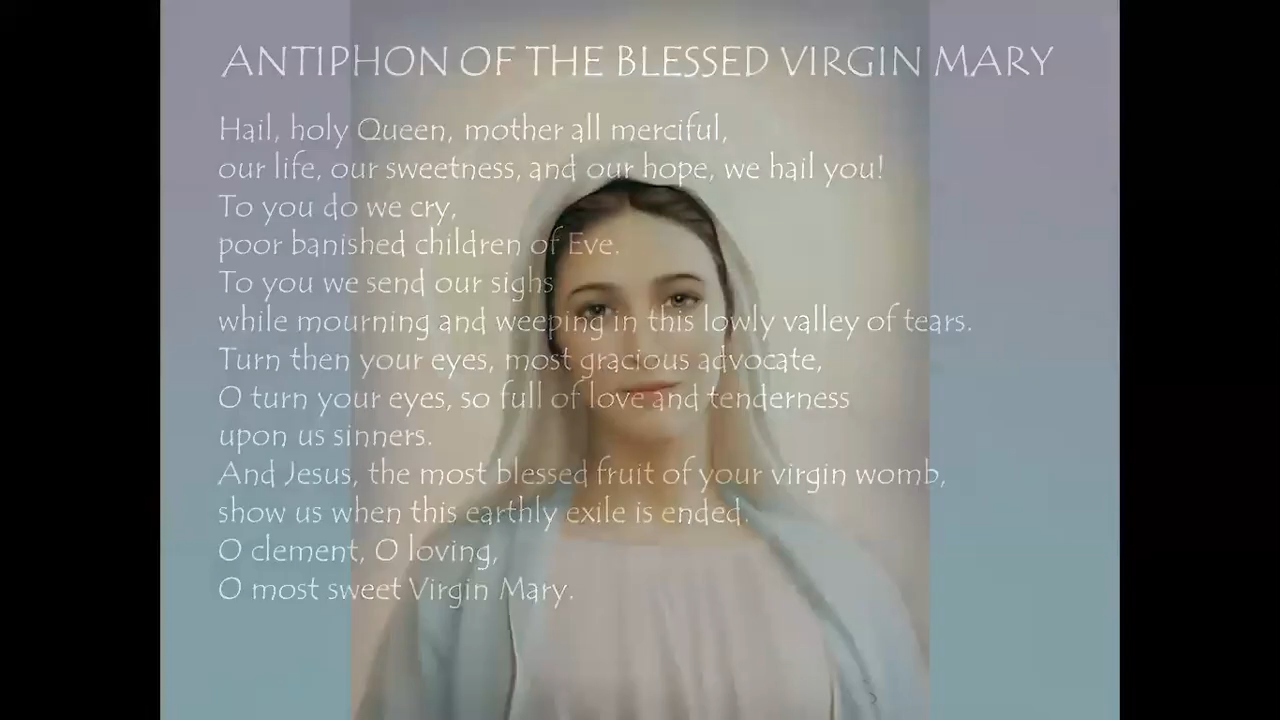 ANTIPHON OF THE BLESSED VIRGIN MARY
Hail, holy Queen, mother all merciful,
our life, our sweetness, and our hope, we hail you!
To you do we cry,
poor banished children of Eve.
To you we send our sighs
while mourning and weeping in this lowly valley of tears.
Turn then your eyes, most gracious advocate,
O turn your eyes, so full of love and tenderness
upon us sinners.
And Jesus, the most blessed fruit of your virgin womb,
show us when this earthly exile is ended.
O clement, O loving,
O most sweet Virgin Mary.